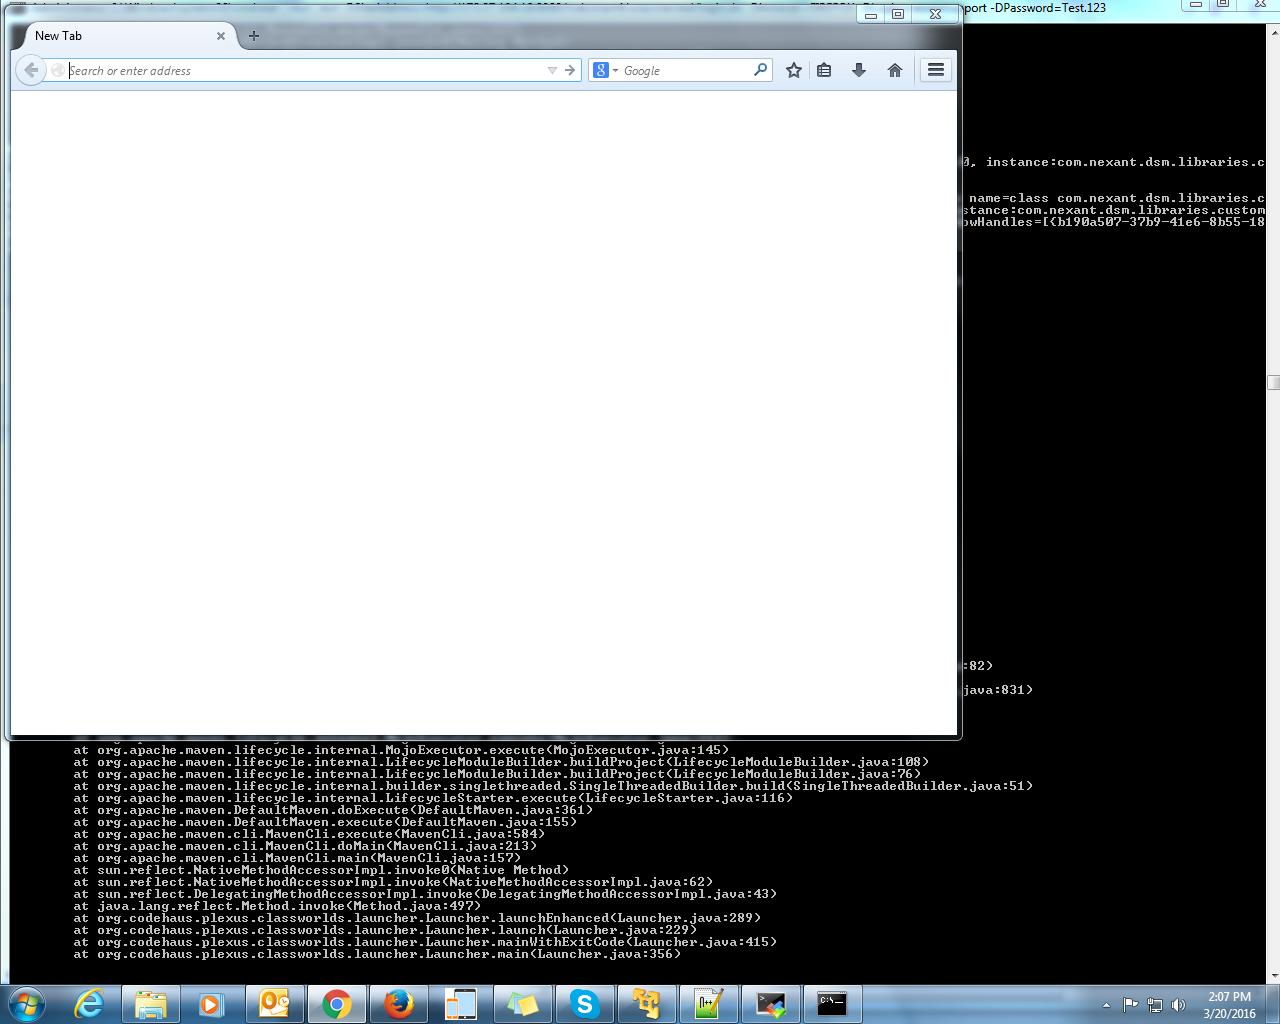 port -DPassword=Test.123
New Tab
Search or enter address
Google
0, instance:com.nexant.dsm.libraries.c
name=class com.nexant.dsm.libraries.c
stance:com.nexant.dsm.libraries.custom
owHandles=[{b190a507-37b9-41e6-8b55-18
:82)
java:831)
at org.apache.maven.lifecycle.internal.MojoExecutor.execute(MojoExecutor.java:145)
at org.apache.maven.lifecycle.internal.LifecycleModuleBuilder.buildProject(LifecycleModuleBuilder.java:108)
at org.apache.maven.lifecycle.internal.LifecycleModuleBuilder.buildProject(LifecycleModuleBuilder.java:76)
at org.apache.maven.lifecycle.internal.builder.singlethreaded.SingleThreadedBuilder.build(SingleThreadedBuilder.java:51)
at org.apache.maven.lifecycle.internal.LifecycleStarter.execute(LifecycleStarter.java:116)
at org.apache.maven.DefaultMaven.doExecute(DefaultMaven.java:361)
at org.apache.maven.DefaultMaven.execute(DefaultMaven.java:155)
at org.apache.maven.cli.MavenCli.execute(MavenCli.java:584)
at org.apache.maven.cli.MavenCli.doMain(MavenCli.java:213)
at org.apache.maven.cli.MavenCli.main(MavenCli.java:157)
at sun.reflect.NativeMethodAccessorImpl.invoke0(Native Method)
at sun.reflect.NativeMethodAccessorImpl.invoke(NativeMethodAccessorImpl.java:62)
at sun.reflect.DelegatingMethodAccessorImpl.invoke(DelegatingMethodAccessorImpl.java:43)
at java.lang.reflect.Method.invoke(Method.java:497)
at org.codehaus.plexus.classworlds.launcher.Launcher.launchEnhanced(Launcher.java:289)
at org.codehaus.plexus.classworlds.launcher.Launcher.launch(Launcher.java:229)
at org.codehaus.plexus.classworlds.launcher.Launcher.mainWithExitCode(Launcher.java:415)
at org.codehaus.plexus.classworlds.launcher.Launcher.main(Launcher.java:356)
2:07 PM
3/20/2016